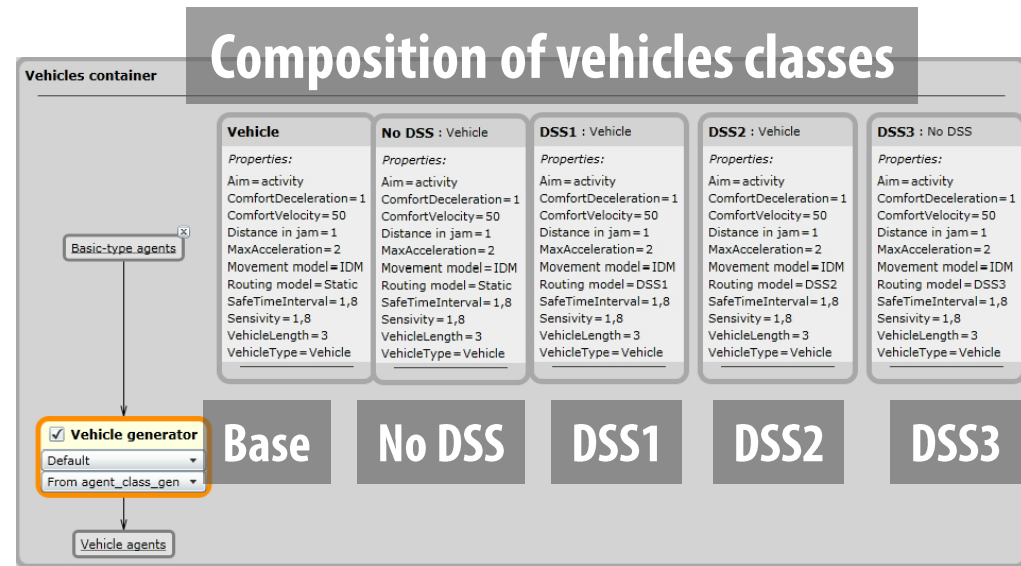 Composition of vehicles classes
Vehicles container
Basic-type agents
Vehicle generator
Default
From agent_class_gen
Vehicle agents
Vehicle
Properties:
Aim=activity
ComfortDeceleration=1
ComfortVelocity=50
Distance in jam=1
MaxAcceleration=2
Movement model=IDM
Routing model=Static
SafeTimeInterval=1,8
Sensivity=1,8
VehicleLength=3
VehicleType=Vehicle
No DSS : Vehicle
Properties:
Aim=activity
ComfortDeceleration=1
ComfortVelocity=50
Distance in jam=1
MaxAcceleration=2
Movement model=IDM
Routing model=Static
SafeTimeInterval=1,8
Sensivity=1,8
VehicleLength=3
VehicleType=Vehicle
DSS1 : Vehicle
Properties:
Aim=activity
ComfortDeceleration=1
ComfortVelocity=50
Distance in jam=1
MaxAcceleration=2
Movement model=IDM
Routing model=DSS1
SafeTimeInterval=1,8
Sensivity=1,8
VehicleLength=3
VehicleType=Vehicle
DSS2 : Vehicle
Properties:
Aim=activity
ComfortDeceleration=1
ComfortVelocity=50
Distance in jam=1
MaxAcceleration=2
Movement model=IDM
Routing model=DSS2
SafeTimeInterval=1,8
Sensivity=1,8
VehicleLength=3
VehicleType=Vehicle
DSS3 : No DSS
Properties:
Aim=activity
ComfortDeceleration=1
ComfortVelocity=50
Distance in jam=1
MaxAcceleration=2
Movement model=IDM
Routing model=DSS3
SafeTimeInterval=1,8
Sensivity=1,8
VehicleLength=3
VehicleType=Vehicle
Base
No DSS
DSS1
DSS2
DSS3